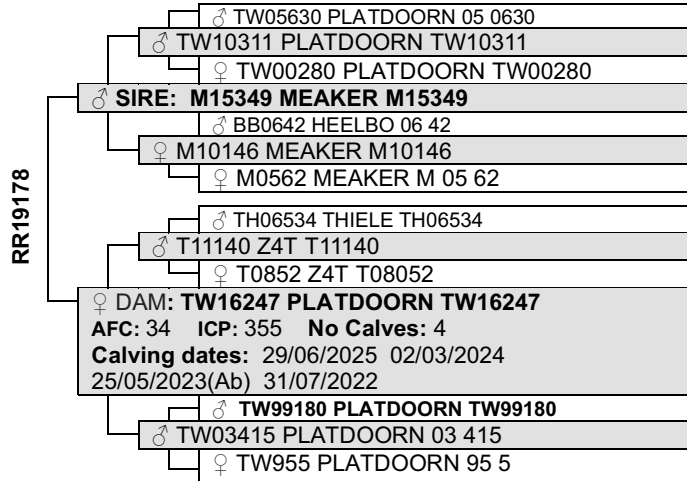 ♂ TW05630 PLATDOORN 05 0630
♂ TW10311 PLATDOORN TW10311
♀ TW00280 PLATDOORN TW00280
♂ SIRE: M15349 MEAKER M15349
♂ BB0642 HEELBO 06 42
♀ M10146 MEAKER M10146
♀ M0562 MEAKER M 05 62
RR19178
♂ TH06534 THIELE TH06534
♂ T11140 Z4T T11140
♀ T0852 Z4T T08052
♀ DAM: TW16247 PLATDOORN TW16247
AFC: 34 ICP: 355 No Calves: 4
Calving dates: 29/06/2025 02/03/2024
25/05/2023(Ab) 31/07/2022
♂ TW99180 PLATDOORN TW99180
♂ TW03415 PLATDOORN 03 415
♀ TW955 PLATDOORN 95 5